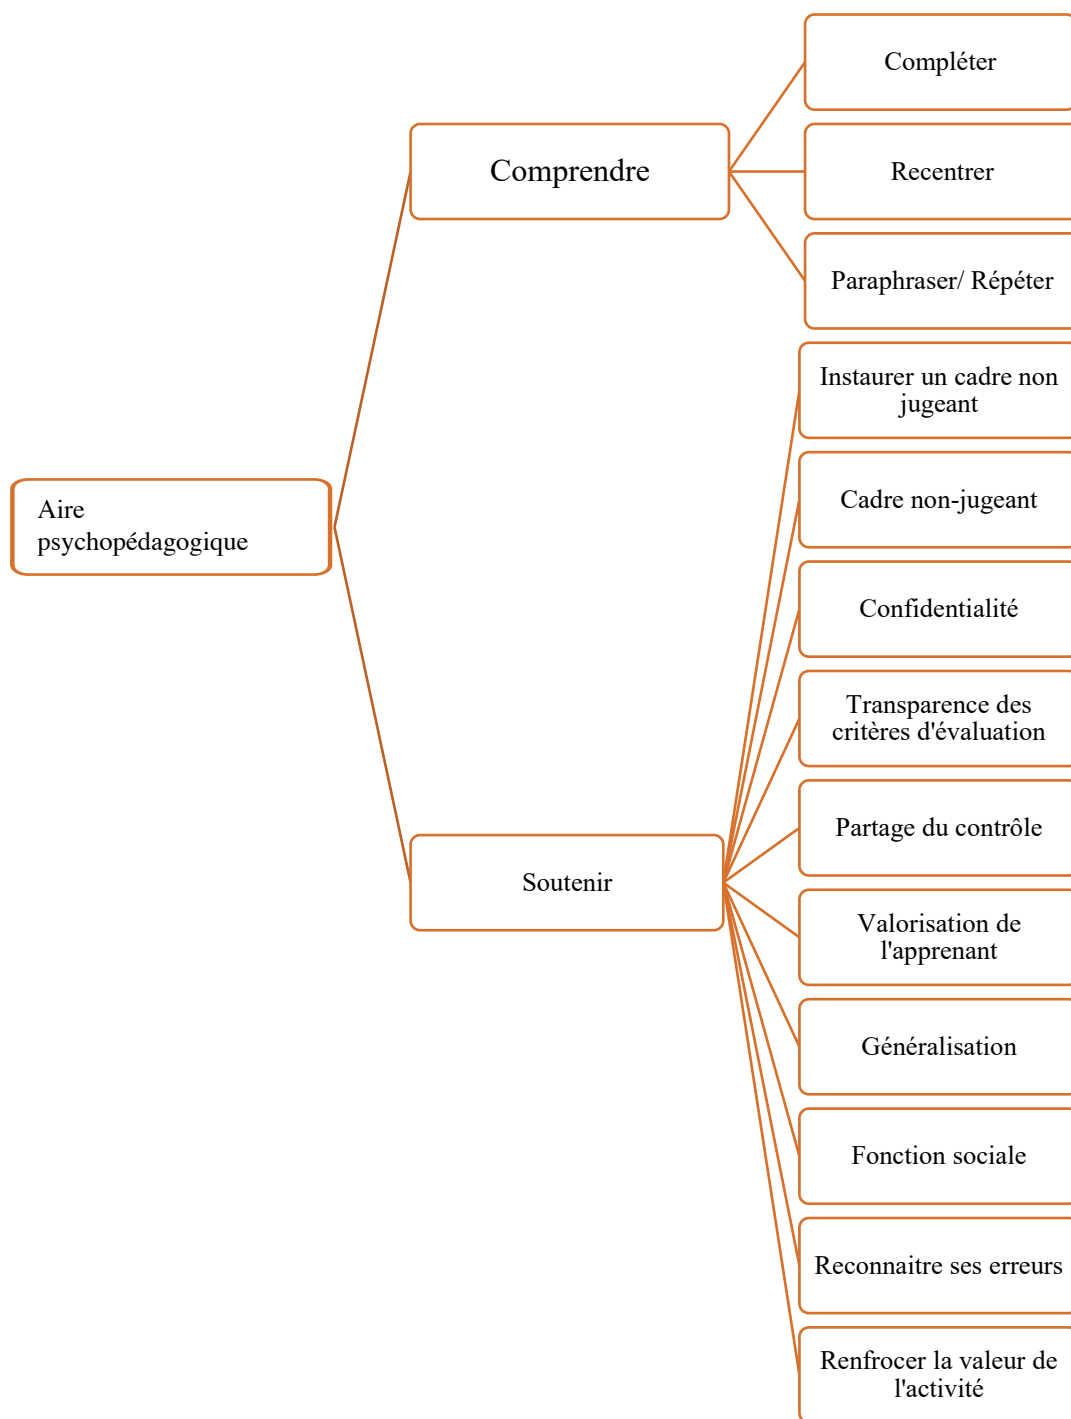 Compléter
Comprendre
Recentrer
Paraphraser/ Répéter
Instaurer un cadre non
jugeant
Aire
psychopédagogique
Cadre non-jugeant
Confidentialité
Transparence des
critères d'évaluation
Partage du contrôle
Soutenir
Valorisation de
l'apprenant
Généralisation
Fonction sociale
Reconnaitre ses erreurs
Renfrocer la valeur de
l'activité